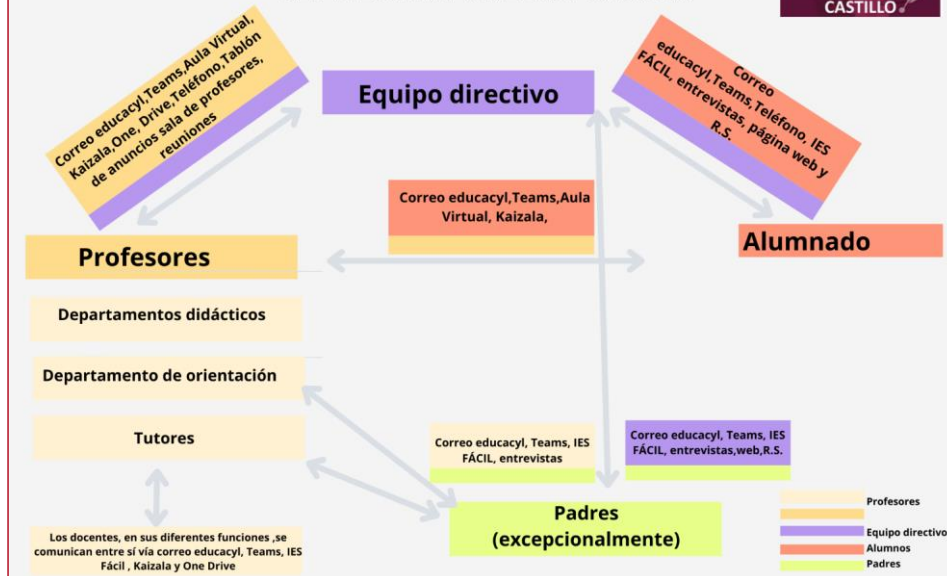 CASTILLO
Correo educacyl,Teams,Aula Virtual,
Kaizala,One, Drive,Teléfono,Tablón
de anuncios sala de profesores,
reuniones
Equipo directivo
Correo
educacyl,Teams,Teléfono, IES
FÁCIL, entrevistas, página web y
R.S.
Correo educacyl,Teams,Aula
Virtual, Kaizala,
Profesores
Alumnado
Departamentos didácticos
Departamento de orientación
Tutores
Correo educacyl, Teams, IES
FÁCIL, entrevistas
Correo educacyl, Teams, IES
FÁCIL, entrevistas,web,R.S.
Padres
(excepcionalmente)
Los docentes, en sus diferentes funciones ,se
comunican entre sí vía correo educacyl, Teams, IES
Fácil , Kaizala y One Drive
Profesores
Equipo directivo
Alumnos
Padres